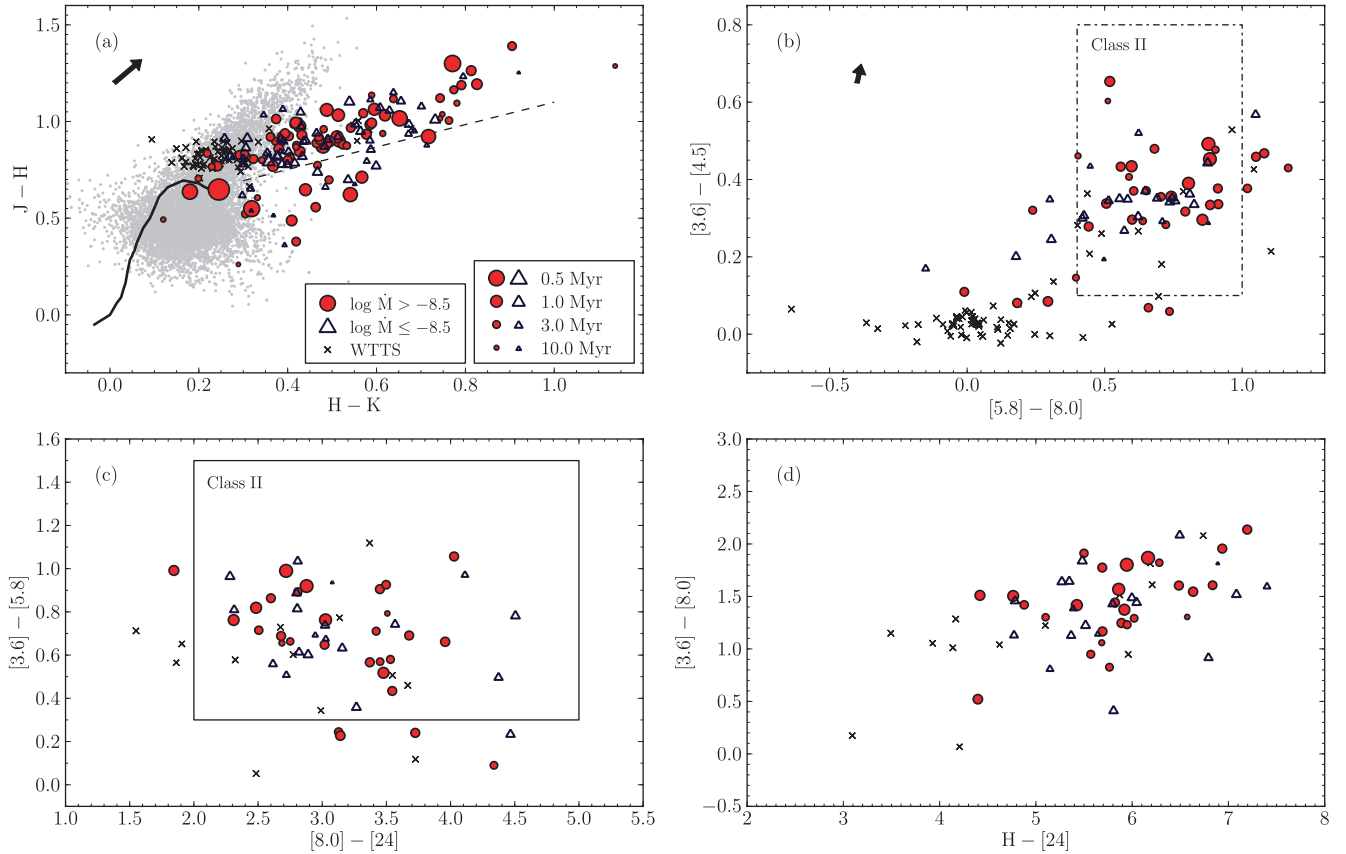 (a)
J − H
1.5
1.0
0.5
0.0
0.0
0.2
0.4
0.6
0.8
1.0
H − K
log Ṁ > −8.5
log Ṁ ≤ −8.5
WTTS
0.5 Myr
1.0 Myr
3.0 Myr
10.0 Myr
(b)
Class II
[3.6] − [4.5]
0.8
0.6
0.4
0.2
0.0
−0.5
0.0
0.5
1.0
[5.8] − [8.0]
(c)
Class II
[3.6] − [5.8]
1.6
1.4
1.2
1.0
0.8
0.6
0.4
0.2
0.0
1.0
1.5
2.0
2.5
3.0
3.5
4.0
4.5
5.0
5.5
[8.0] − [24]
(d)
[3.6] − [8.0]
3.0
2.5
2.0
1.5
1.0
0.5
0.0
−0.5
2
3
4
5
6
7
8
H − [24]